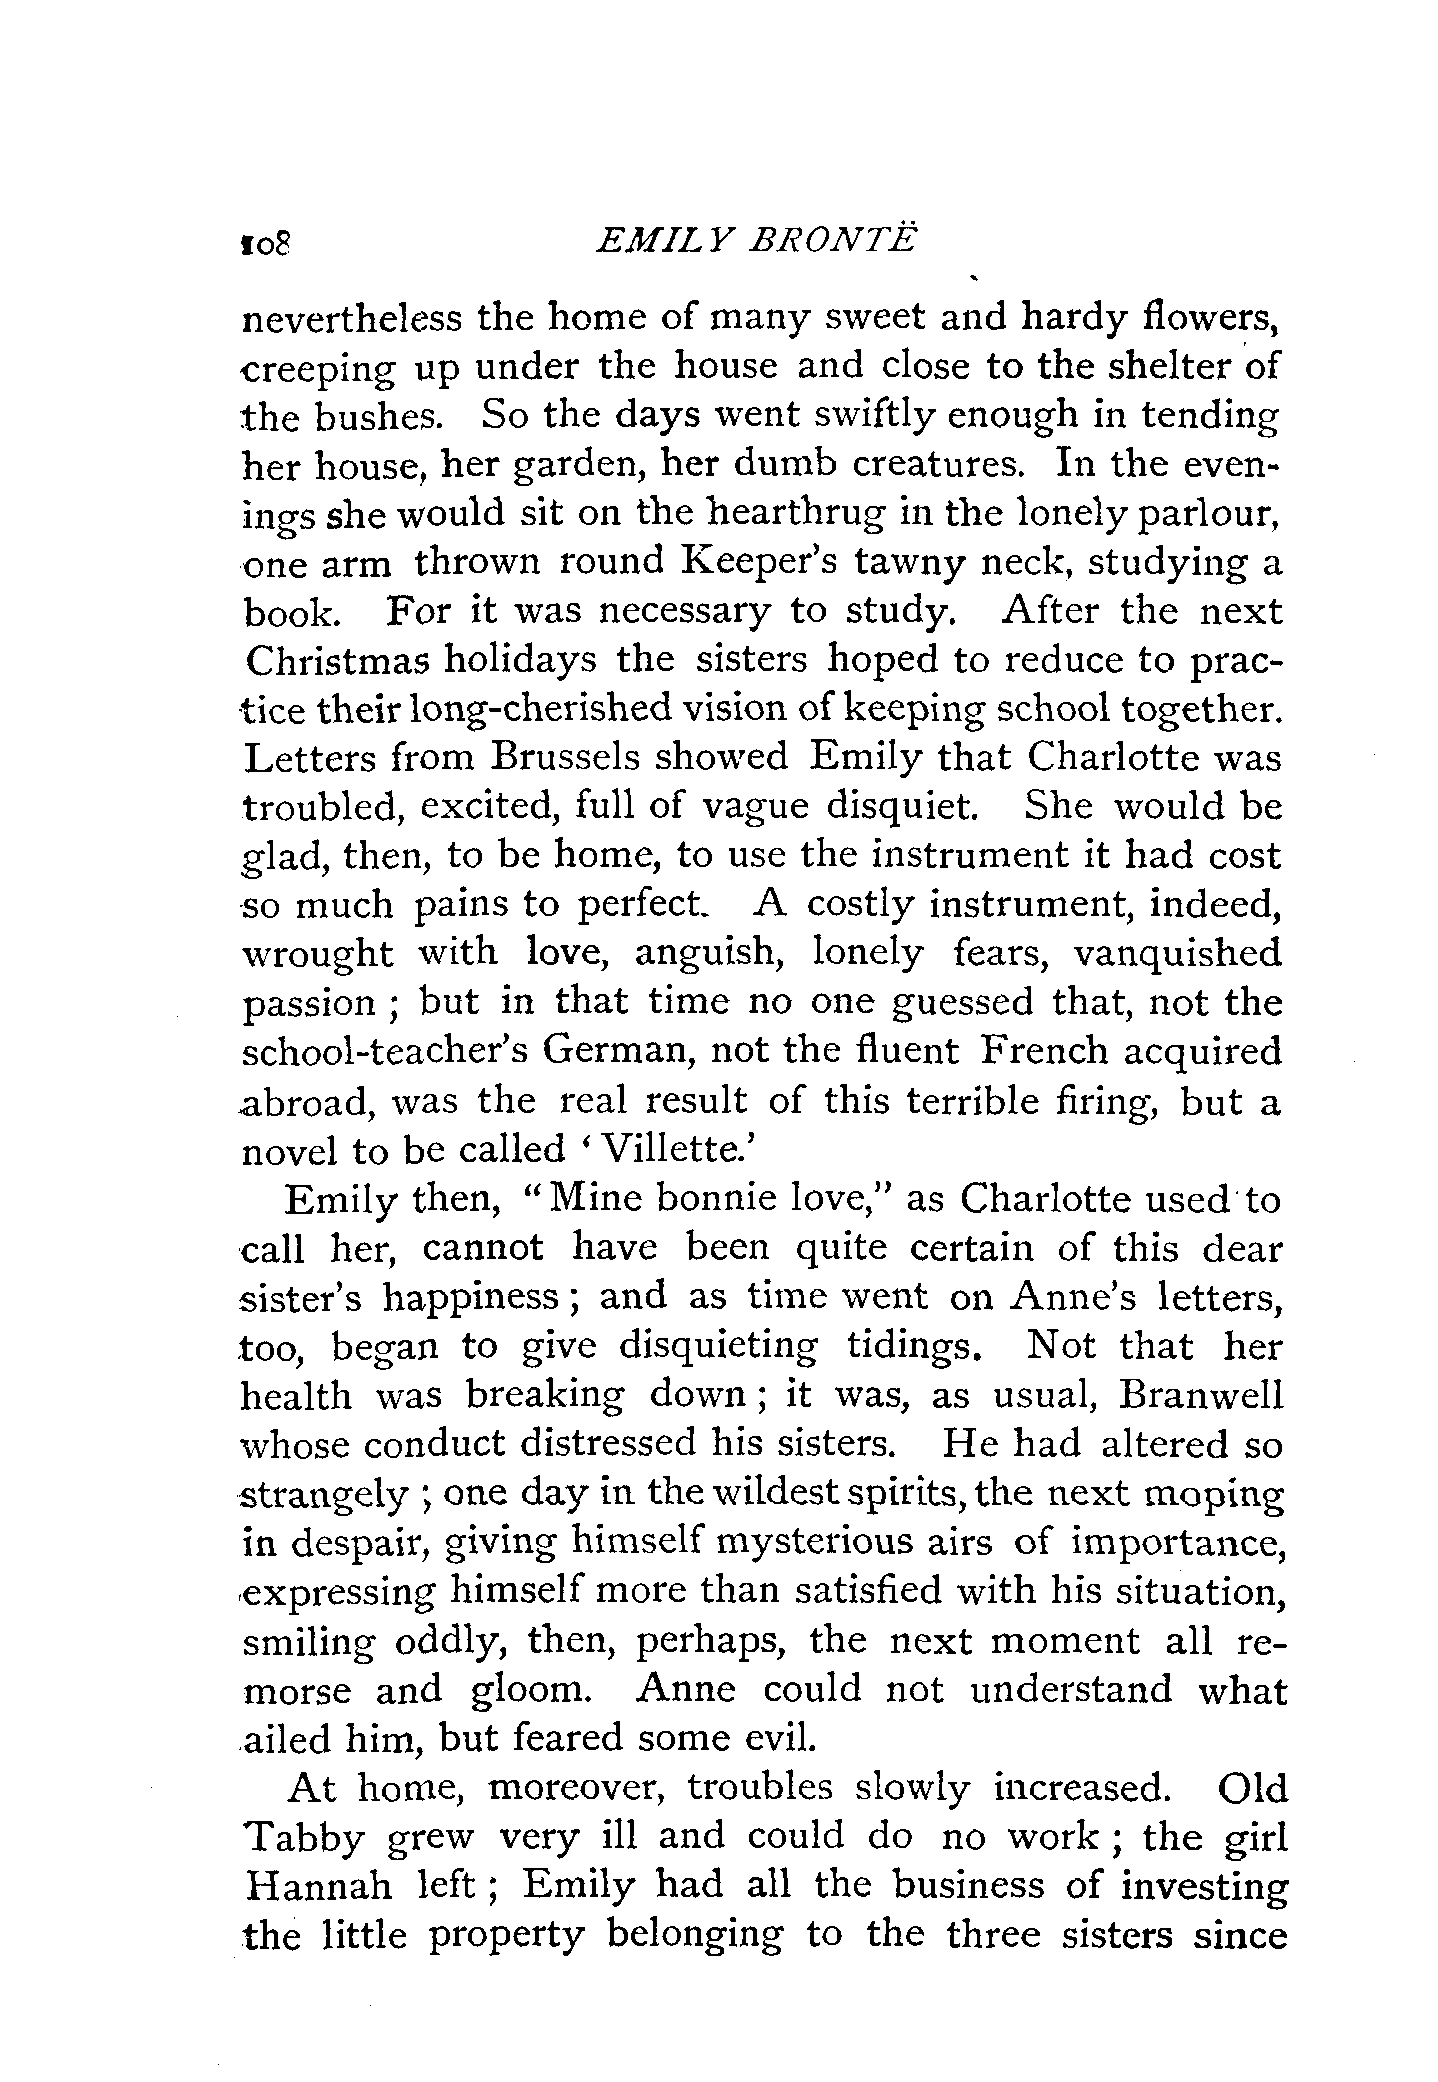 108 EMILY BRONTË
nevertheless the home of many sweet and hardy flowers,
creeping up under the house and close to the shelter of
the bushes. So the days went swiftly enough in tending
her house, her garden, her dumb creatures. In the even-
ings she would sit on the hearthrug in the lonely parlour,
one arm thrown round Keeper's tawny neck, studying a
book. For it was necessary to study. After the next
Christmas holidays the sisters hoped to reduce to prac-
tice their long-cherished vision of keeping school together.
Letters from Brussels showed Emily that Charlotte was
troubled, excited, full of vague disquiet. She would be
glad, then, to be home, to use the instrument it had cost
so much pains to perfect. A costly instrument, indeed,
wrought with love, anguish, lonely fears, vanquished
passion ; but in that time no one guessed that, not the
school-teacher's German, not the fluent French acquired
abroad, was the real result of this terrible firing, but a
novel to be called ‘ Villette.’
Emily then, “ Mine bonnie love,” as Charlotte used to
call her, cannot have been quite certain of this dear
sister's happiness ; and as time went on Anne's letters,
too, began to give disquieting tidings. Not that her
health was breaking down ; it was, as usual, Branwell
whose conduct distressed his sisters. He had altered so
strangely ; one day in the wildest spirits, the next moping
in despair, giving himself mysterious airs of importance,
expressing himself more than satisfied with his situation,
smiling oddly, then, perhaps, the next moment all re-
morse and gloom. Anne could not understand what
ailed him, but feared some evil.
At home, moreover, troubles slowly increased. Old
Tabby grew very ill and could do no work ; the girl
Hannah left ; Emily had all the business of investing
the little property belonging to the three sisters since